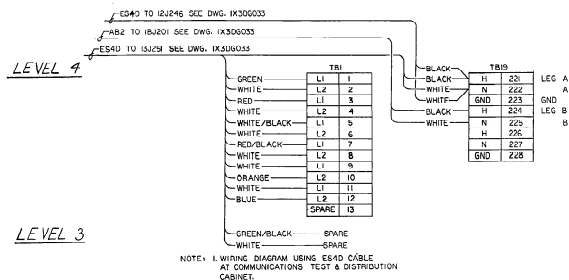 ES4D TO 12J246 SEE DWG. 1X3DG033
AB2 TO 1BJ201 SEE DWG. 1X3DG033
ES4D TO 13J251 SEE DWG. 1X3DG033
LEVEL 4
TB1
GREEN L1 1
WHITE L2 2
RED L1 3
WHITE L2 4
WHITE/BLACK L1 5
WHITE L2 6
RED/BLACK L1 7
WHITE L2 8
WHITE L1 9
ORANGE L2 10
WHITE L1 11
BLUE L2 12
SPARE 13
TB19
BLACK
BLACK H 221 LEG A
WHITE N 222 A
WHITE GND 223 GND
BLACK H 224 LEG B
WHITE N 225 B
H 226
N 227
GND 228
LEVEL 3
GREEN/BLACK SPARE
WHITE SPARE
NOTE: 1. WIRING DIAGRAM USING ES4D CABLE
AT COMMUNICATIONS TEST & DISTRIBUTION
CABINET.